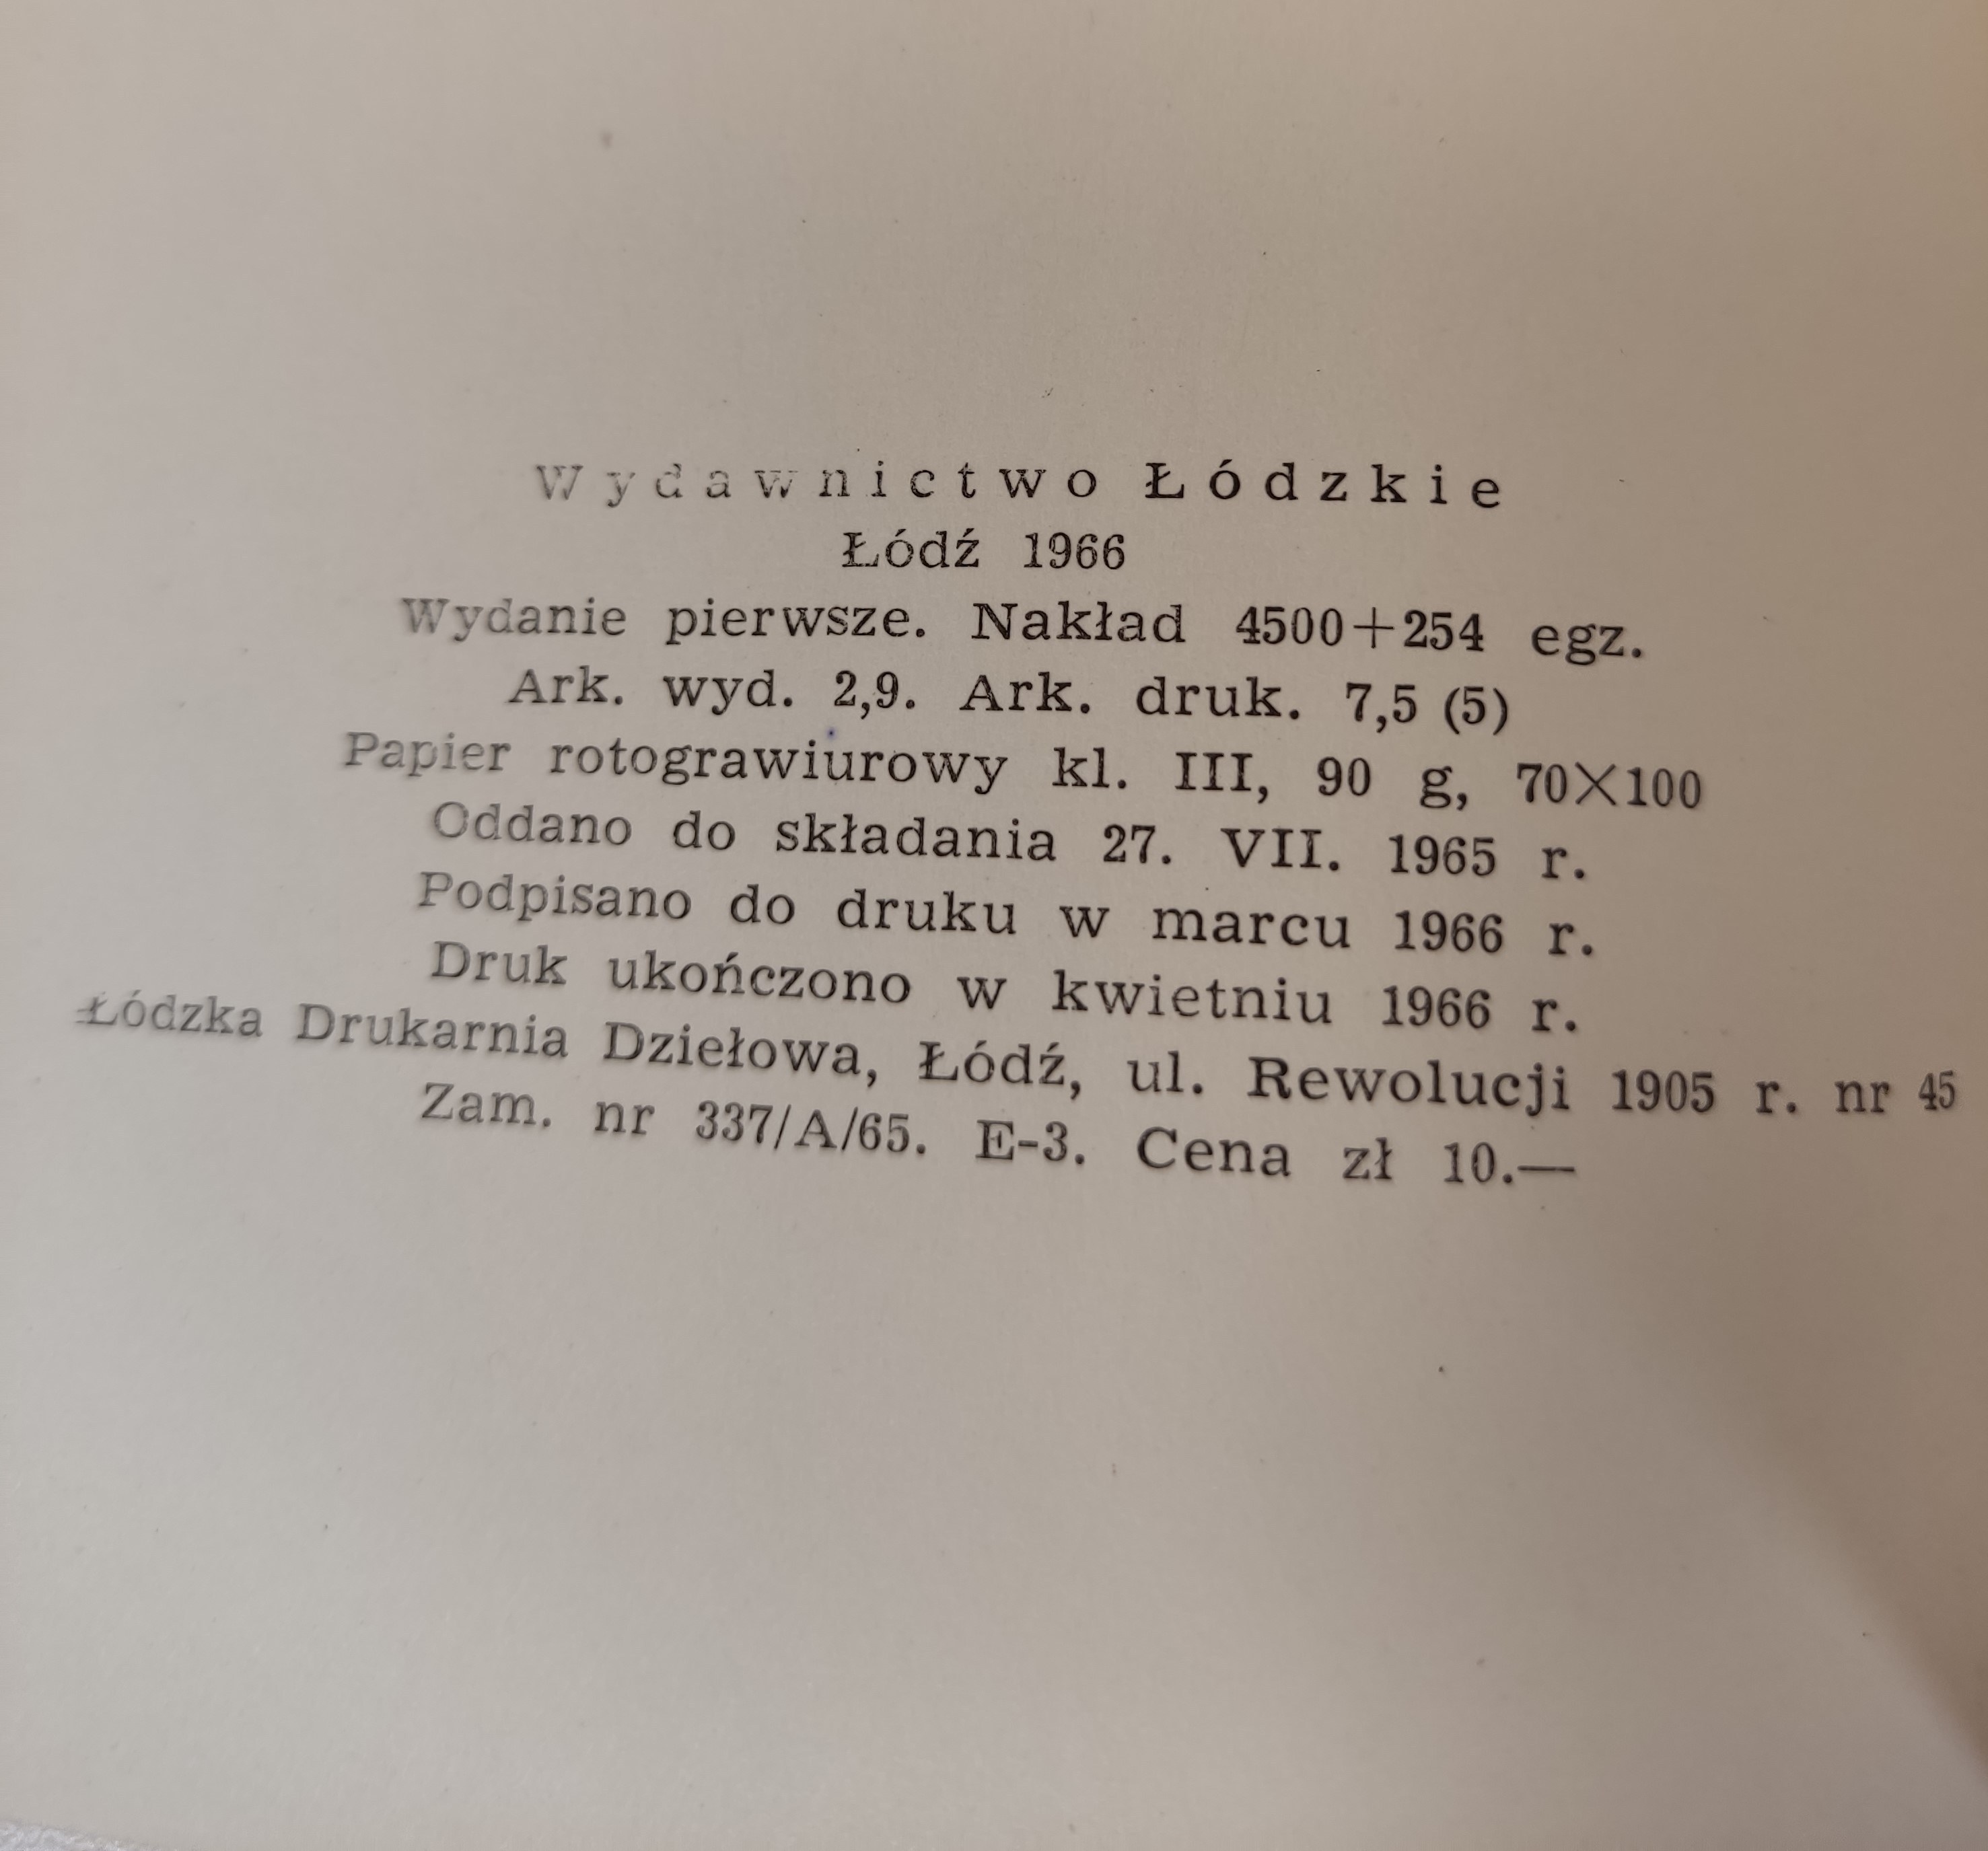 Wydawnictwo Łódzkie
Łódź 1966
Wydanie pierwsze. Nakład 4500+254 egz.
Ark. wyd. 2,9. Ark. druk. 7,5 (5)
Papier rotograwiurowy kl. III, 90 g, 70×100
Oddano do składania 27. VII. 1965 r.
Podpisano do druku w marcu 1966 r.
Druk ukończono w kwietniu 1966 r.
Łódzka Drukarnia Dziełowa, Łódź, ul. Rewolucji 1905 r. nr 45
Zam. nr 337/A/65. E-3. Cena zł 10.—